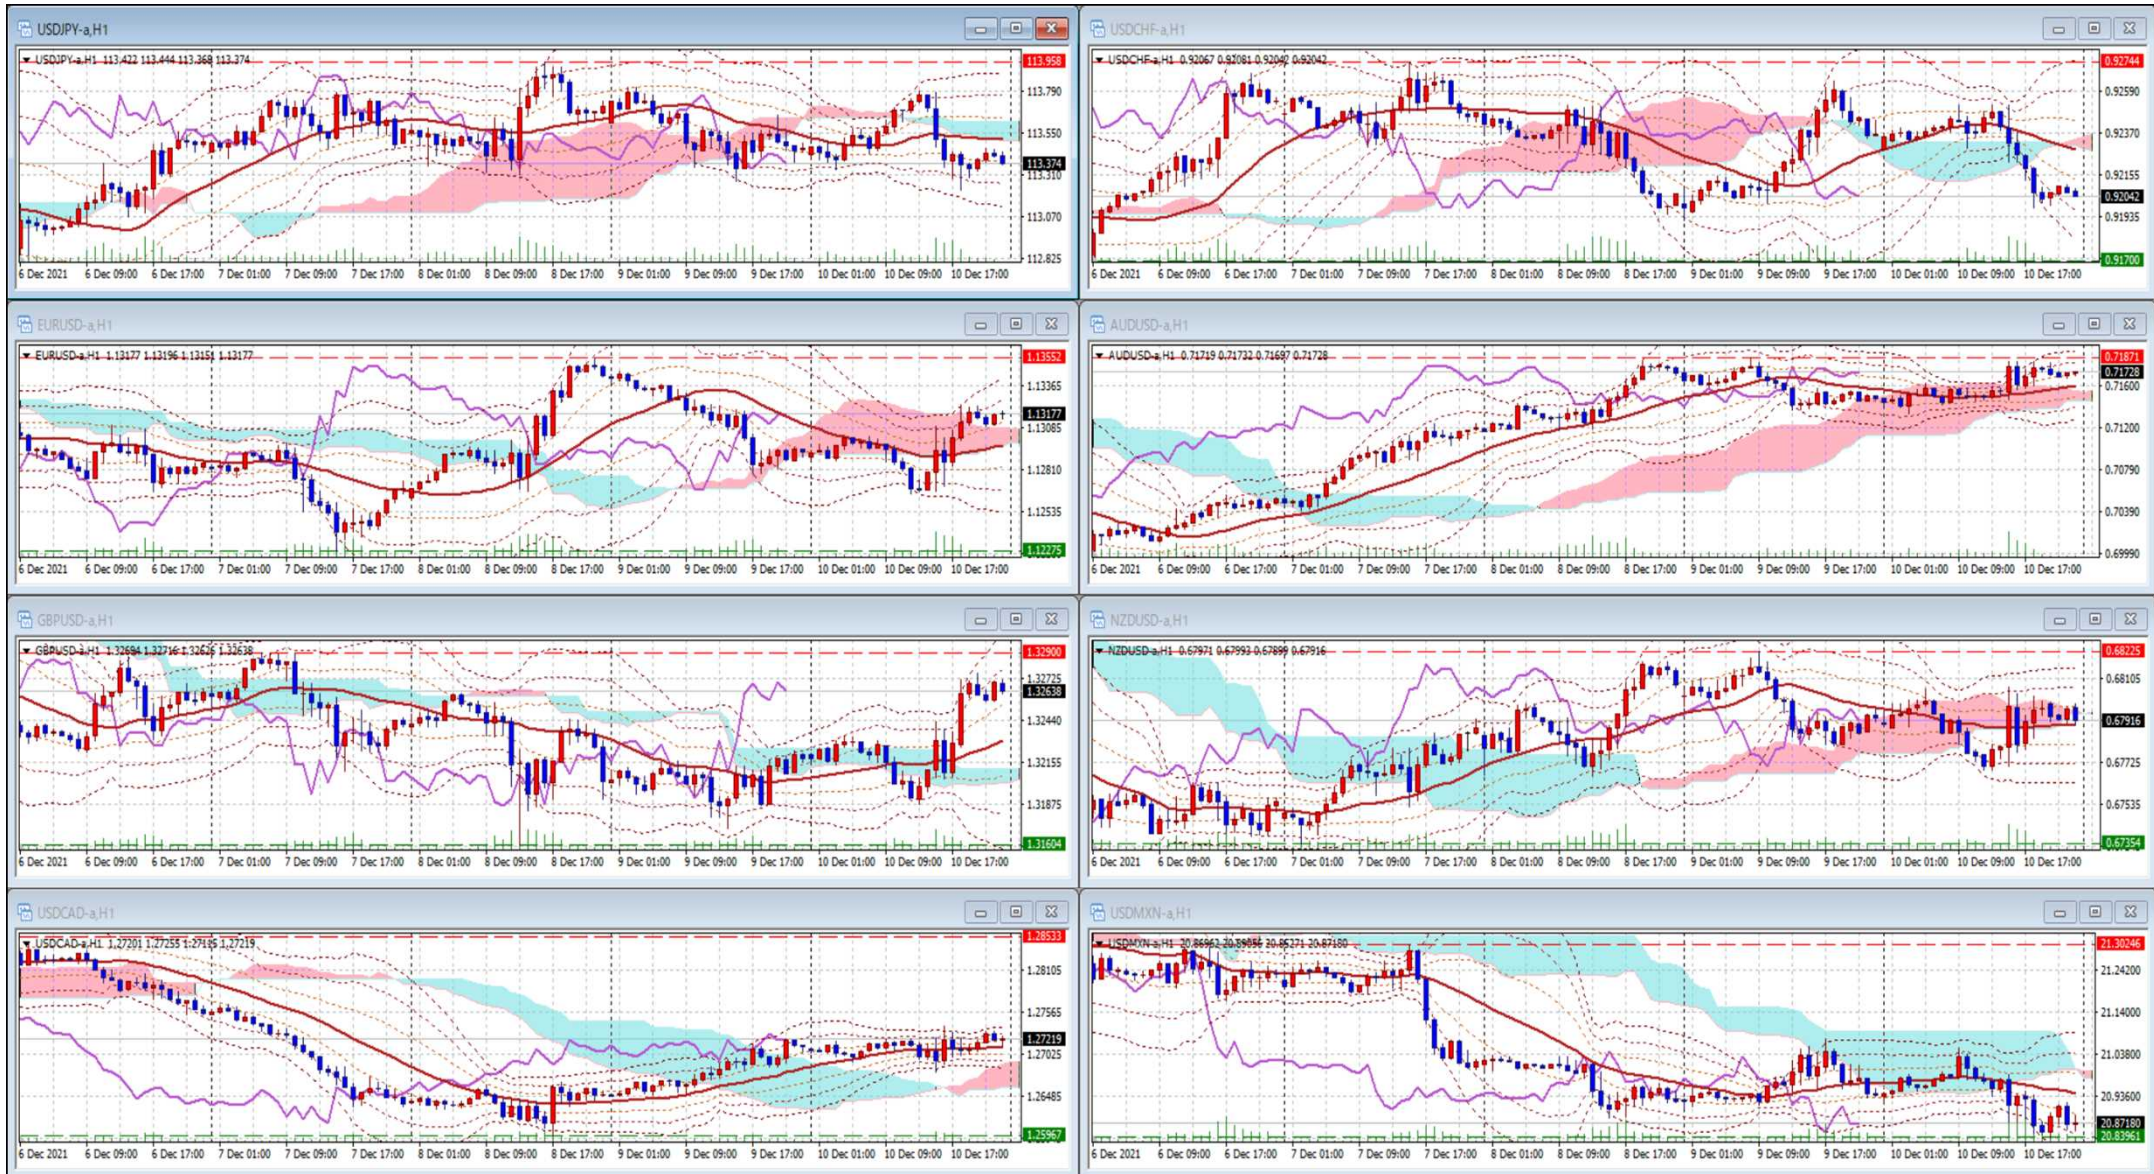 USDJPY-a,H1
USDJPY-a,H1 113.422 113.444 113.368 113.374
113.958
113.790
113.550
113.374
113.310
113.070
112.825
6 Dec 2021 6 Dec 09:00 6 Dec 17:00 7 Dec 01:00 7 Dec 09:00 7 Dec 17:00 8 Dec 01:00 8 Dec 09:00 8 Dec 17:00 9 Dec 01:00 9 Dec 09:00 9 Dec 17:00 10 Dec 01:00 10 Dec 09:00 10 Dec 17:00
USDCHF-a,H1
USDCHF-a,H1 0.92067 0.92081 0.92042 0.92042
0.92744
0.92590
0.92370
0.92155
0.92042
0.91935
0.91700
6 Dec 2021 6 Dec 09:00 6 Dec 17:00 7 Dec 01:00 7 Dec 09:00 7 Dec 17:00 8 Dec 01:00 8 Dec 09:00 8 Dec 17:00 9 Dec 01:00 9 Dec 09:00 9 Dec 17:00 10 Dec 01:00 10 Dec 09:00 10 Dec 17:00
EURUSD-a,H1
EURUSD-a,H1 1.13177 1.13196 1.13151 1.13177
1.13552
1.13365
1.13177
1.13085
1.12810
1.12535
1.12275
6 Dec 2021 6 Dec 09:00 6 Dec 17:00 7 Dec 01:00 7 Dec 09:00 7 Dec 17:00 8 Dec 01:00 8 Dec 09:00 8 Dec 17:00 9 Dec 01:00 9 Dec 09:00 9 Dec 17:00 10 Dec 01:00 10 Dec 09:00 10 Dec 17:00
AUDUSD-a,H1
AUDUSD-a,H1 0.71719 0.71732 0.71697 0.71728
0.71871
0.71728
0.71600
0.71200
0.70790
0.70390
0.69990
6 Dec 2021 6 Dec 09:00 6 Dec 17:00 7 Dec 01:00 7 Dec 09:00 7 Dec 17:00 8 Dec 01:00 8 Dec 09:00 8 Dec 17:00 9 Dec 01:00 9 Dec 09:00 9 Dec 17:00 10 Dec 01:00 10 Dec 09:00 10 Dec 17:00
GBPUSD-a,H1
GBPUSD-a,H1 1.32694 1.32716 1.32626 1.32638
1.32900
1.32725
1.32638
1.32440
1.32155
1.31875
1.31604
6 Dec 2021 6 Dec 09:00 6 Dec 17:00 7 Dec 01:00 7 Dec 09:00 7 Dec 17:00 8 Dec 01:00 8 Dec 09:00 8 Dec 17:00 9 Dec 01:00 9 Dec 09:00 9 Dec 17:00 10 Dec 01:00 10 Dec 09:00 10 Dec 17:00
NZDUSD-a,H1
NZDUSD-a,H1 0.67971 0.67993 0.67899 0.67916
0.68225
0.68105
0.67916
0.67725
0.67535
0.67354
6 Dec 2021 6 Dec 09:00 6 Dec 17:00 7 Dec 01:00 7 Dec 09:00 7 Dec 17:00 8 Dec 01:00 8 Dec 09:00 8 Dec 17:00 9 Dec 01:00 9 Dec 09:00 9 Dec 17:00 10 Dec 01:00 10 Dec 09:00 10 Dec 17:00
USDCAD-a,H1
USDCAD-a,H1 1.27201 1.27255 1.27219
1.28533
1.28105
1.27565
1.27219
1.27025
1.26485
1.25967
6 Dec 2021 6 Dec 09:00 6 Dec 17:00 7 Dec 01:00 7 Dec 09:00 7 Dec 17:00 8 Dec 01:00 8 Dec 09:00 8 Dec 17:00 9 Dec 01:00 9 Dec 09:00 9 Dec 17:00 10 Dec 01:00 10 Dec 09:00 10 Dec 17:00
USDMXN-a,H1
USDMXN-a,H1 20.86962 20.85271 20.87180
21.30246
21.24200
21.14000
21.03800
20.93600
20.87180
20.83961
6 Dec 2021 6 Dec 09:00 6 Dec 17:00 7 Dec 01:00 7 Dec 09:00 7 Dec 17:00 8 Dec 01:00 8 Dec 09:00 8 Dec 17:00 9 Dec 01:00 9 Dec 09:00 9 Dec 17:00 10 Dec 01:00 10 Dec 09:00 10 Dec 17:00